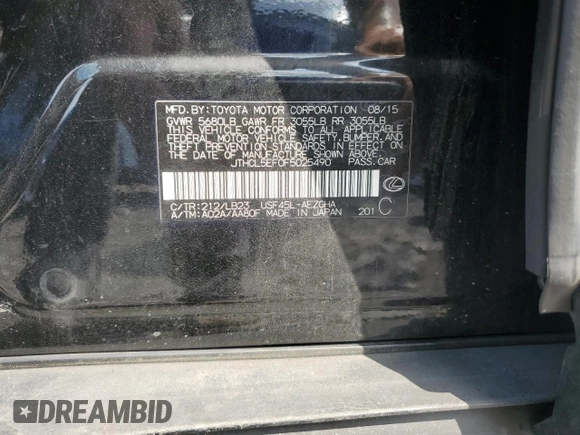 MFD. BY: TOYOTA MOTOR CORPORATION 08/15
GVWR 5680LB GAWR FR 3055LB RR 3055LB
THIS VEHICLE CONFORMS TO ALL APPLICABLE
FEDERAL MOTOR VEHICLE SAFETY, BUMPER, AND
THEFT PREVENTION STANDARDS IN EFFECT ON
THE DATE OF MANUFACTURE SHOWN ABOVE.
JTHCL5EF0F5025490 PASS.CAR
C/TR:212/LB23 USF45L-AEZGHA
A/TM:A02A/AA80F MADE IN JAPAN 201 C
DREAMBID